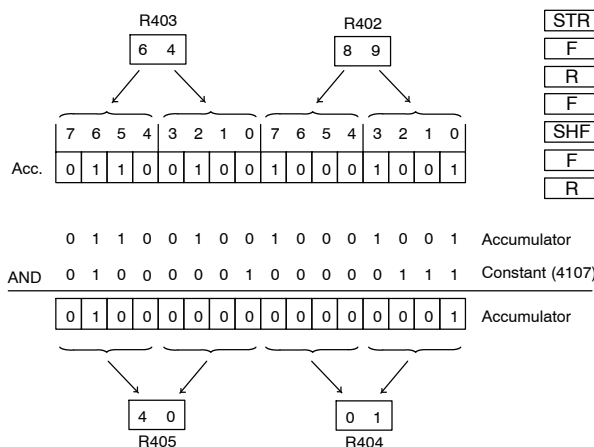 R403 R402
6 4 8 9
7 6 5 4 3 2 1 0 7 6 5 4 3 2 1 0
Acc. 0 1 1 0 0 1 0 0 1 0 0 0 1 0 0 1
0 1 1 0 0 1 0 0 1 0 0 0 1 0 0 1 Accumulator
AND 0 1 0 0 0 0 0 1 0 0 0 0 0 1 1 1 Constant (4107)
0 1 0 0 0 0 0 0 0 0 0 0 0 0 0 1 Accumulator
4 0 0 1
R405 R404
STR
F
R
F
SHF
F
R